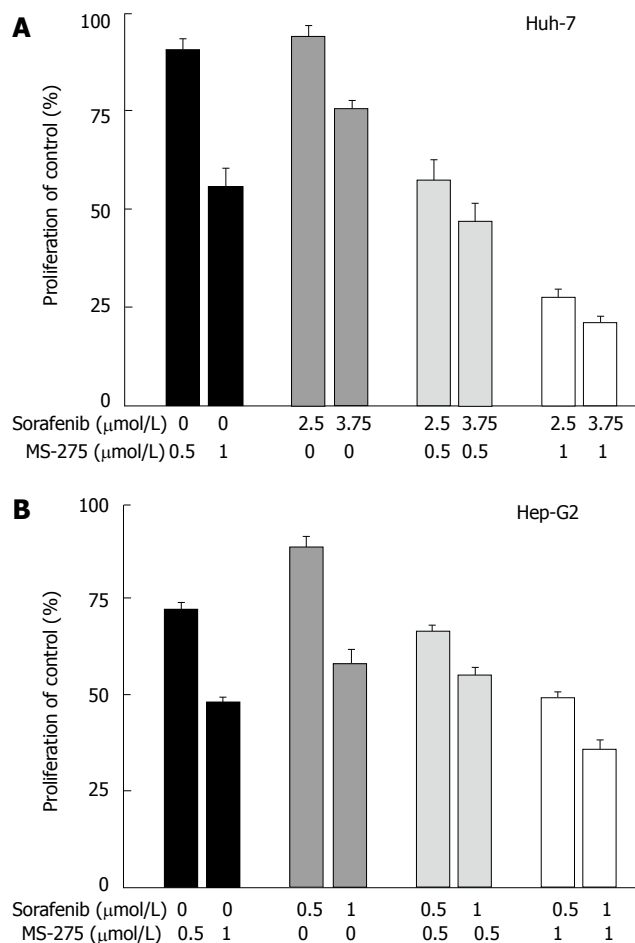 A
Huh-7
Proliferation of control (%)
100
75
50
25
0
Sorafenib (μmol/L) 0 0 2.5 3.75 2.5 3.75 2.5 3.75
MS-275 (μmol/L) 0.5 1 0 0 0.5 0.5 1 1
B
Hep-G2
Proliferation of control (%)
100
75
50
25
0
Sorafenib (μmol/L) 0 0 0.5 1 0.5 1 0.5 1
MS-275 (μmol/L) 0.5 1 0 0 0.5 0.5 1 1